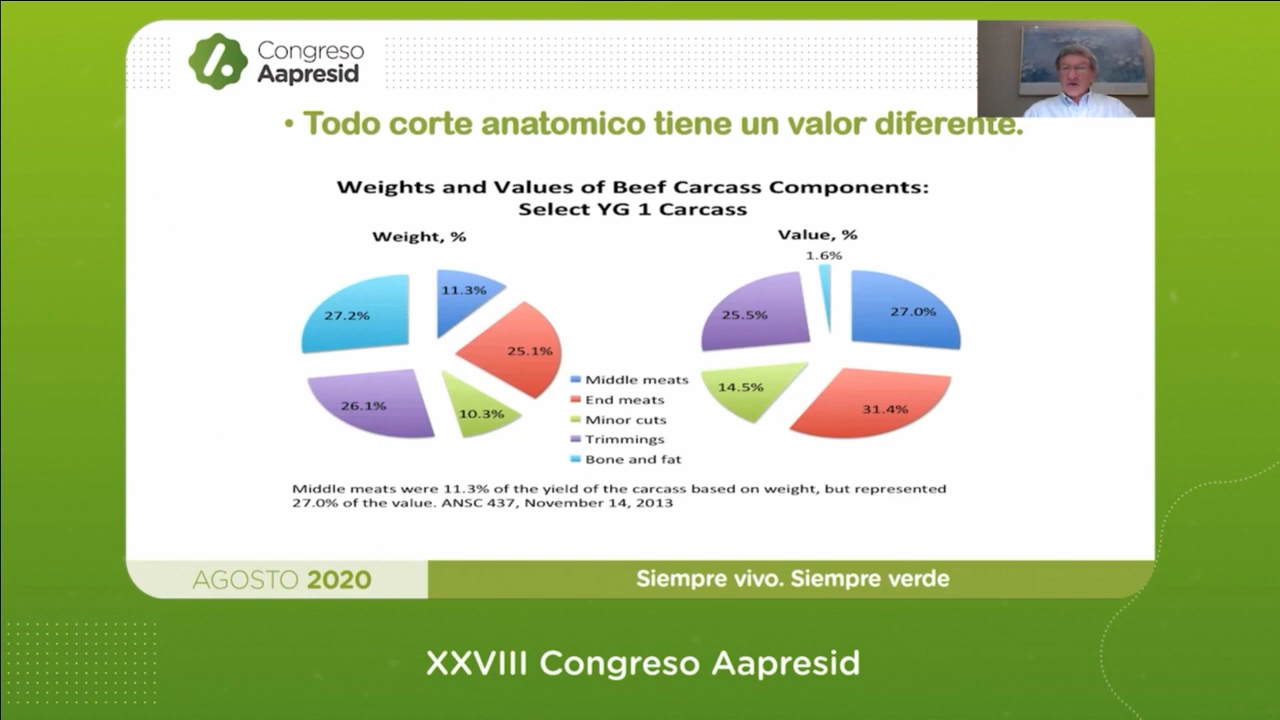 Congreso
Aapresid
• Todo corte anatomico tiene un valor diferente.
Weights and Values of Beef Carcass Components:
Select YG 1 Carcass
Weight, %
11.3%
25.1%
10.3%
26.1%
27.2%
Middle meats
End meats
Minor cuts
Trimmings
Bone and fat
Value, %
1.6%
27.0%
31.4%
14.5%
25.5%
Middle meats were 11.3% of the yield of the carcass based on weight, but represented
27.0% of the value. ANSC 437, November 14, 2013
AGOSTO 2020
Siempre vivo. Siempre verde
XXVIII Congreso Aapresid